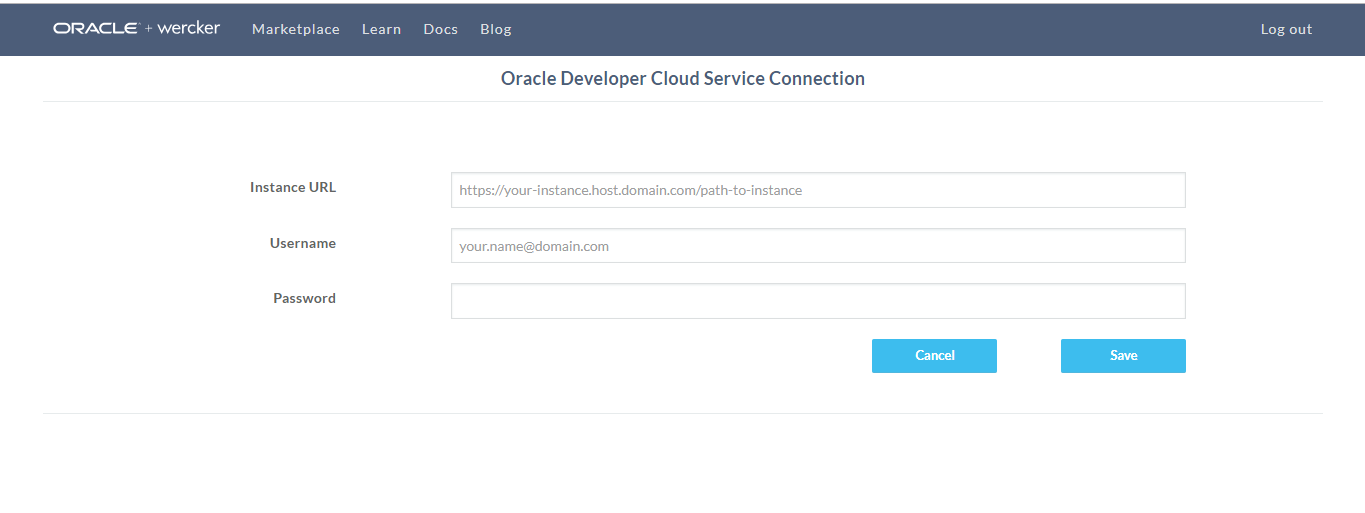 ORACLE + wercker Marketplace Learn Docs Blog Log out
Oracle Developer Cloud Service Connection
Instance URL https://your-instance.host.domain.com/path-to-instance
Username your.name@domain.com
Password
Cancel Save